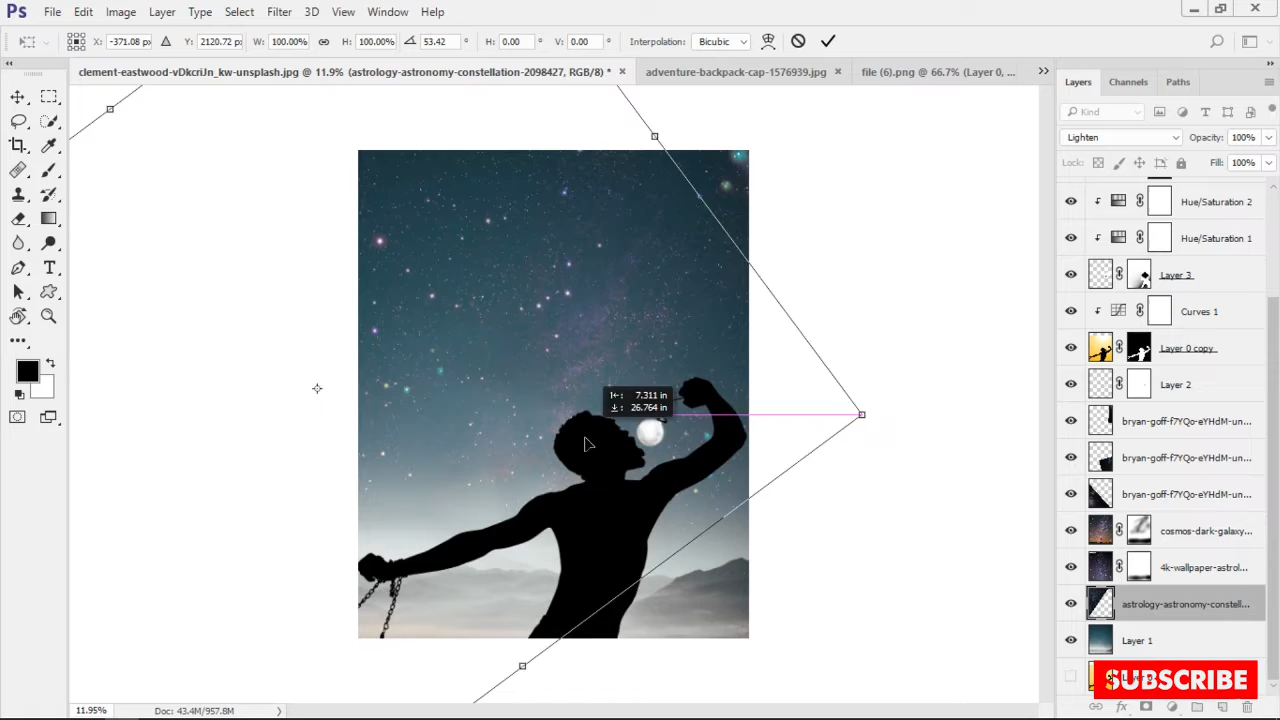 Ps File Edit Image Layer Type Select Filter 3D View Window Help
X: -371.08 px Y: 2120.72 px W: 100.00% H: 100.00% 53.42 ° H: 0.00 ° V: 0.00 ° Interpolation: Bicubic
clement-eastwood-vDkcriJn_kw-unsplash.jpg @ 11.9% (astrology-astronomy-constellation-2098427, RGB/8) * × adventure-backpack-cap-1576939.jpg × file (6).png @ 66.7% (Layer 0, ...
Layers Channels Paths
Kind
Lighten Opacity: 100%
Lock: Fill: 100%
Hue/Saturation 2
Hue/Saturation 1
Layer 3
Curves 1
Layer 0 copy
Layer 2
bryan-goff-f7YQo-eYHdM-un...
bryan-goff-f7YQo-eYHdM-un...
bryan-goff-f7YQo-eYHdM-un...
cosmos-dark-galaxy...
4k-wallpaper-astrol...
astrology-astronomy-constell...
Layer 1
SUBSCRIBE
7.311 in
26.764 in
11.95% Doc: 43.4M/957.8M